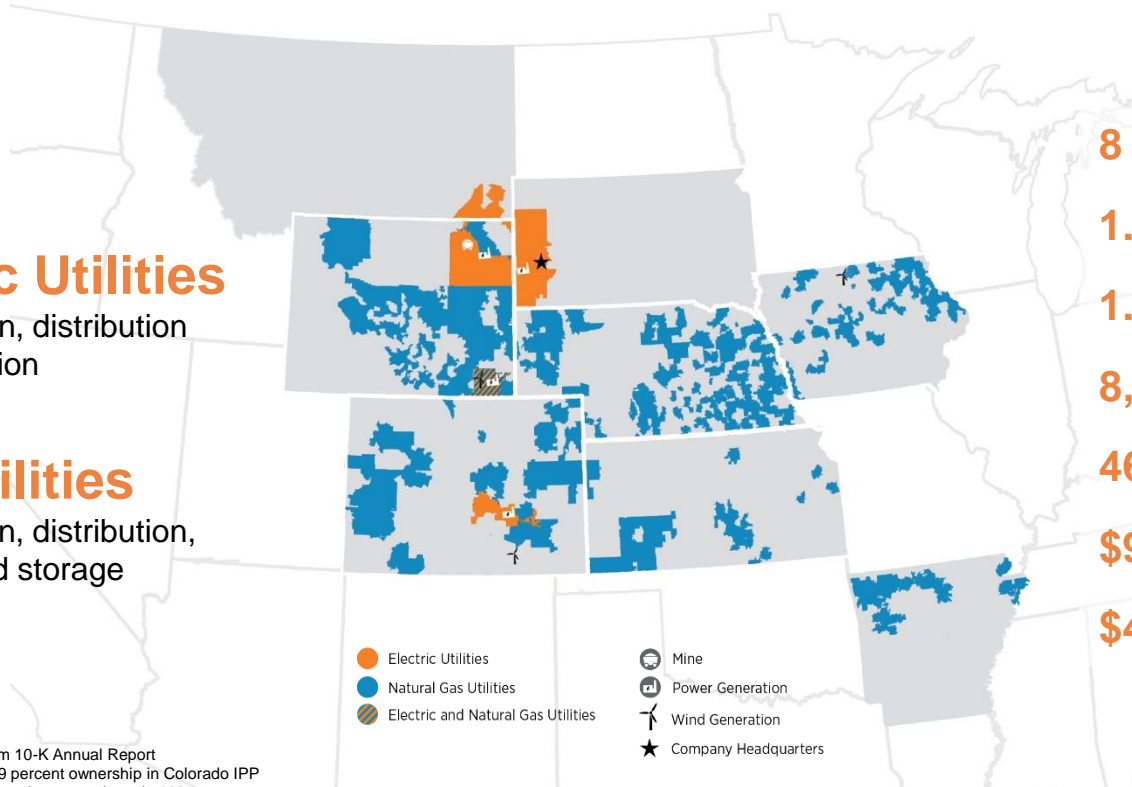 c Utilities
n, distribution
ion
ilities
n, distribution,
d storage
8
1.
1.
8,
46
$9
$4
Electric Utilities
Natural Gas Utilities
Electric and Natural Gas Utilities
Mine
Power Generation
Wind Generation
Company Headquarters
m 10-K Annual Report
9 percent ownership in Colorado IPP